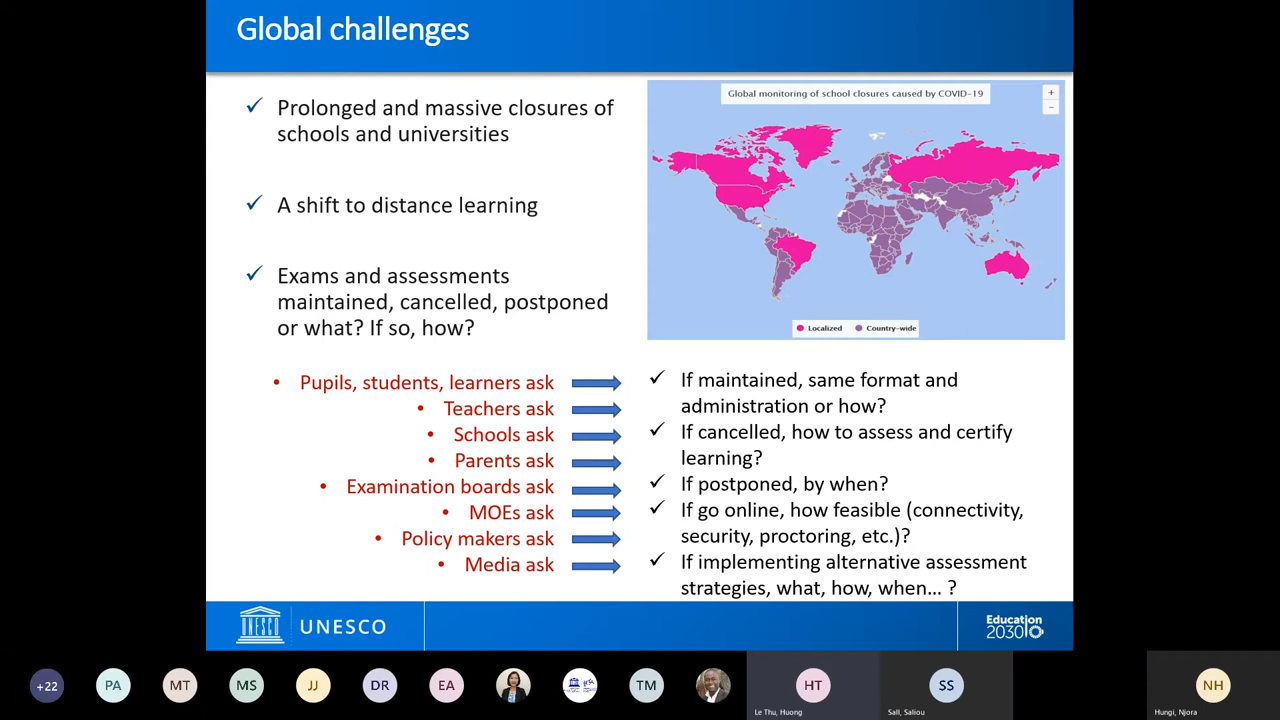 Global challenges
✓ Prolonged and massive closures of
schools and universities
✓ A shift to distance learning
✓ Exams and assessments
maintained, cancelled, postponed
or what? If so, how?
Global monitoring of school closures caused by COVID-19
+
−
Localized
Country-wide
• Pupils, students, learners ask
• Teachers ask
• Schools ask
• Parents ask
• Examination boards ask
• MOEs ask
• Policy makers ask
• Media ask
✓ If maintained, same format and
administration or how?
✓ If cancelled, how to assess and certify
learning?
✓ If postponed, by when?
✓ If go online, how feasible (connectivity,
security, proctoring, etc.)?
✓ If implementing alternative assessment
strategies, what, how, when... ?
UNESCO
UNESCO
Education
2030
+22
PA
MT
MS
JJ
DR
EA
TM
HT
Le Thu, Huong
SS
Sall, Saliou
NH
Hungi, Njora